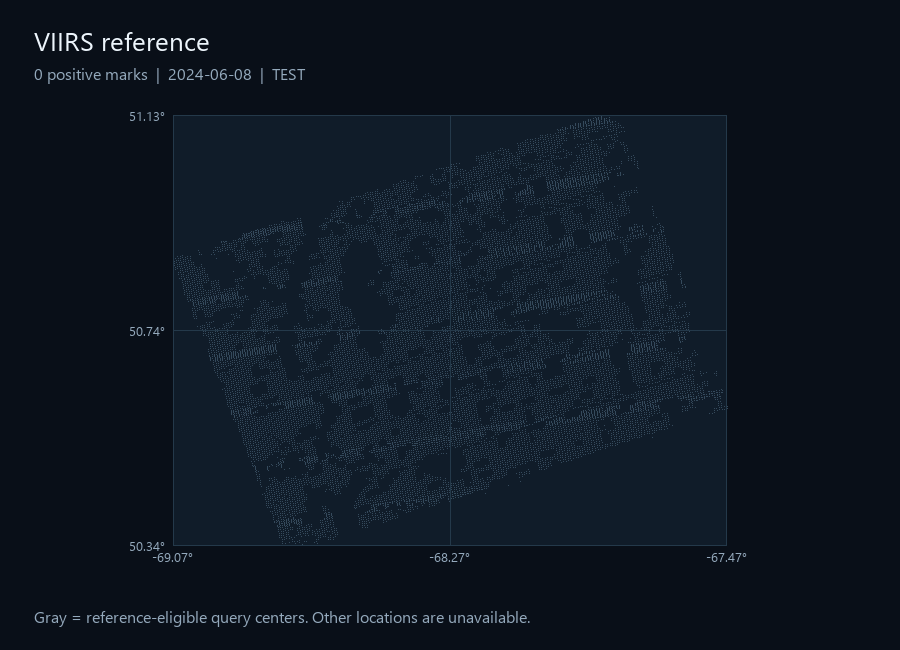 VIIRS reference
0 positive marks | 2024-06-08 | TEST
51.13°
50.74°
50.34°
-69.07° -68.27° -67.47°
Gray = reference-eligible query centers. Other locations are unavailable.